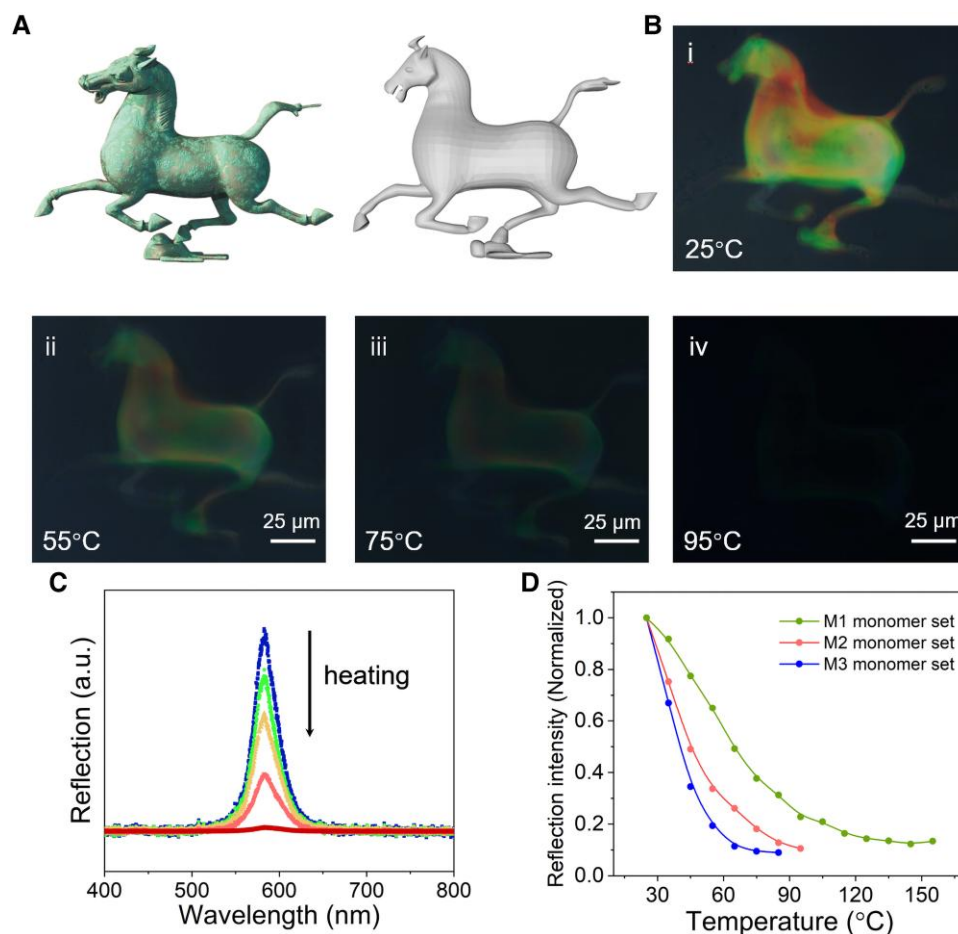 A
B
i
25°C
ii
55°C
25 µm
iii
75°C
25 µm
iv
95°C
25 µm
C
Reflection (a.u.)
heating
400 500 600 700 800
Wavelength (nm)
D
Reflection intensity (Normalized)
1.0
0.8
0.6
0.4
0.2
0.0
M1 monomer set
M2 monomer set
M3 monomer set
30 60 90 120 150
Temperature (°C)